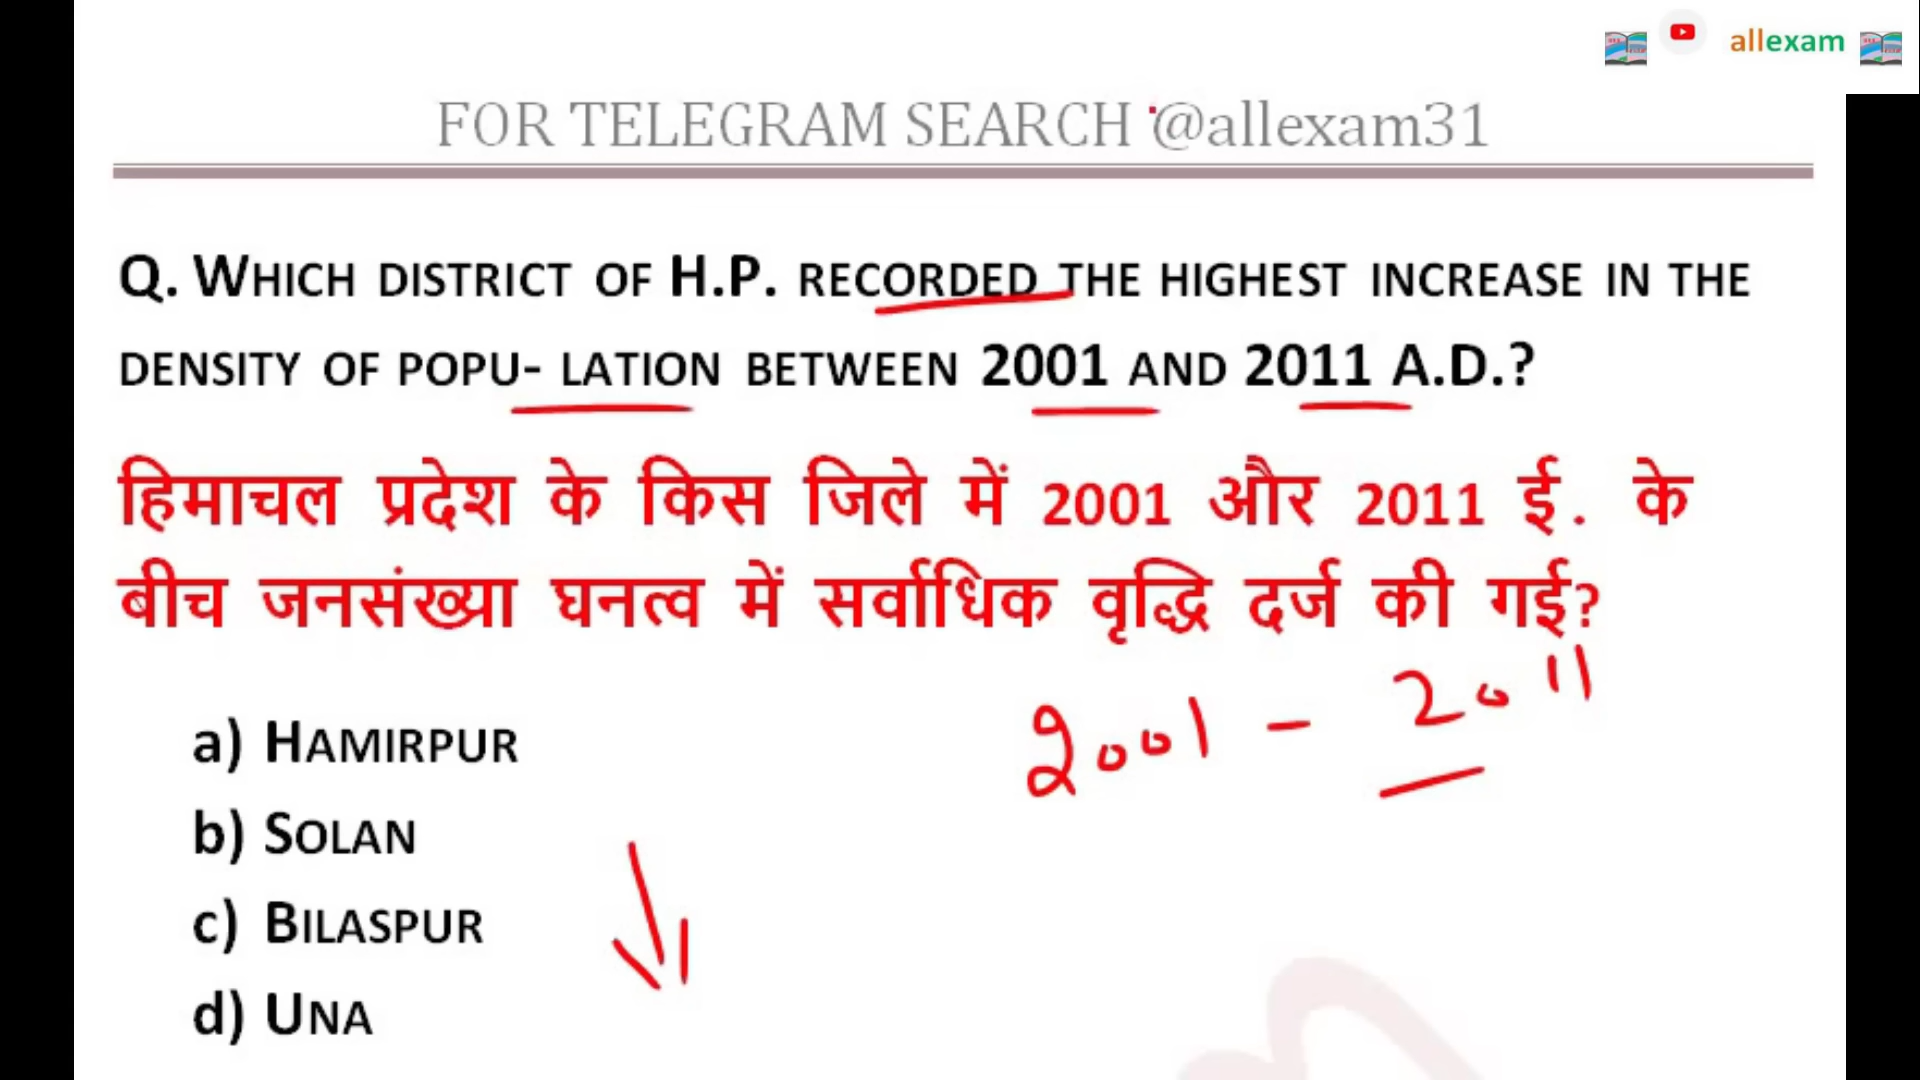 allexam
FOR TELEGRAM SEARCH @allexam31
Q. WHICH DISTRICT OF H.P. RECORDED THE HIGHEST INCREASE IN THE
DENSITY OF POPU- LATION BETWEEN 2001 AND 2011 A.D.?
हिमाचल प्रदेश के किस जिले में 2001 और 2011 ई. के
बीच जनसंख्या घनत्व में सर्वाधिक वृद्धि दर्ज की गई?
2001 - 2011
a) HAMIRPUR
b) SOLAN
c) BILASPUR
d) UNA